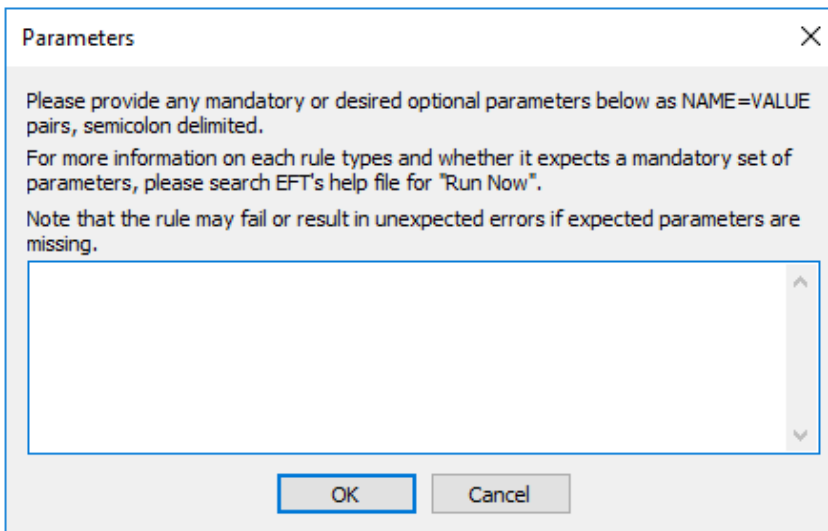 Parameters
Please provide any mandatory or desired optional parameters below as NAME=VALUE
pairs, semicolon delimited.
For more information on each rule types and whether it expects a mandatory set of
parameters, please search EFT's help file for "Run Now".
Note that the rule may fail or result in unexpected errors if expected parameters are
missing.
OK Cancel